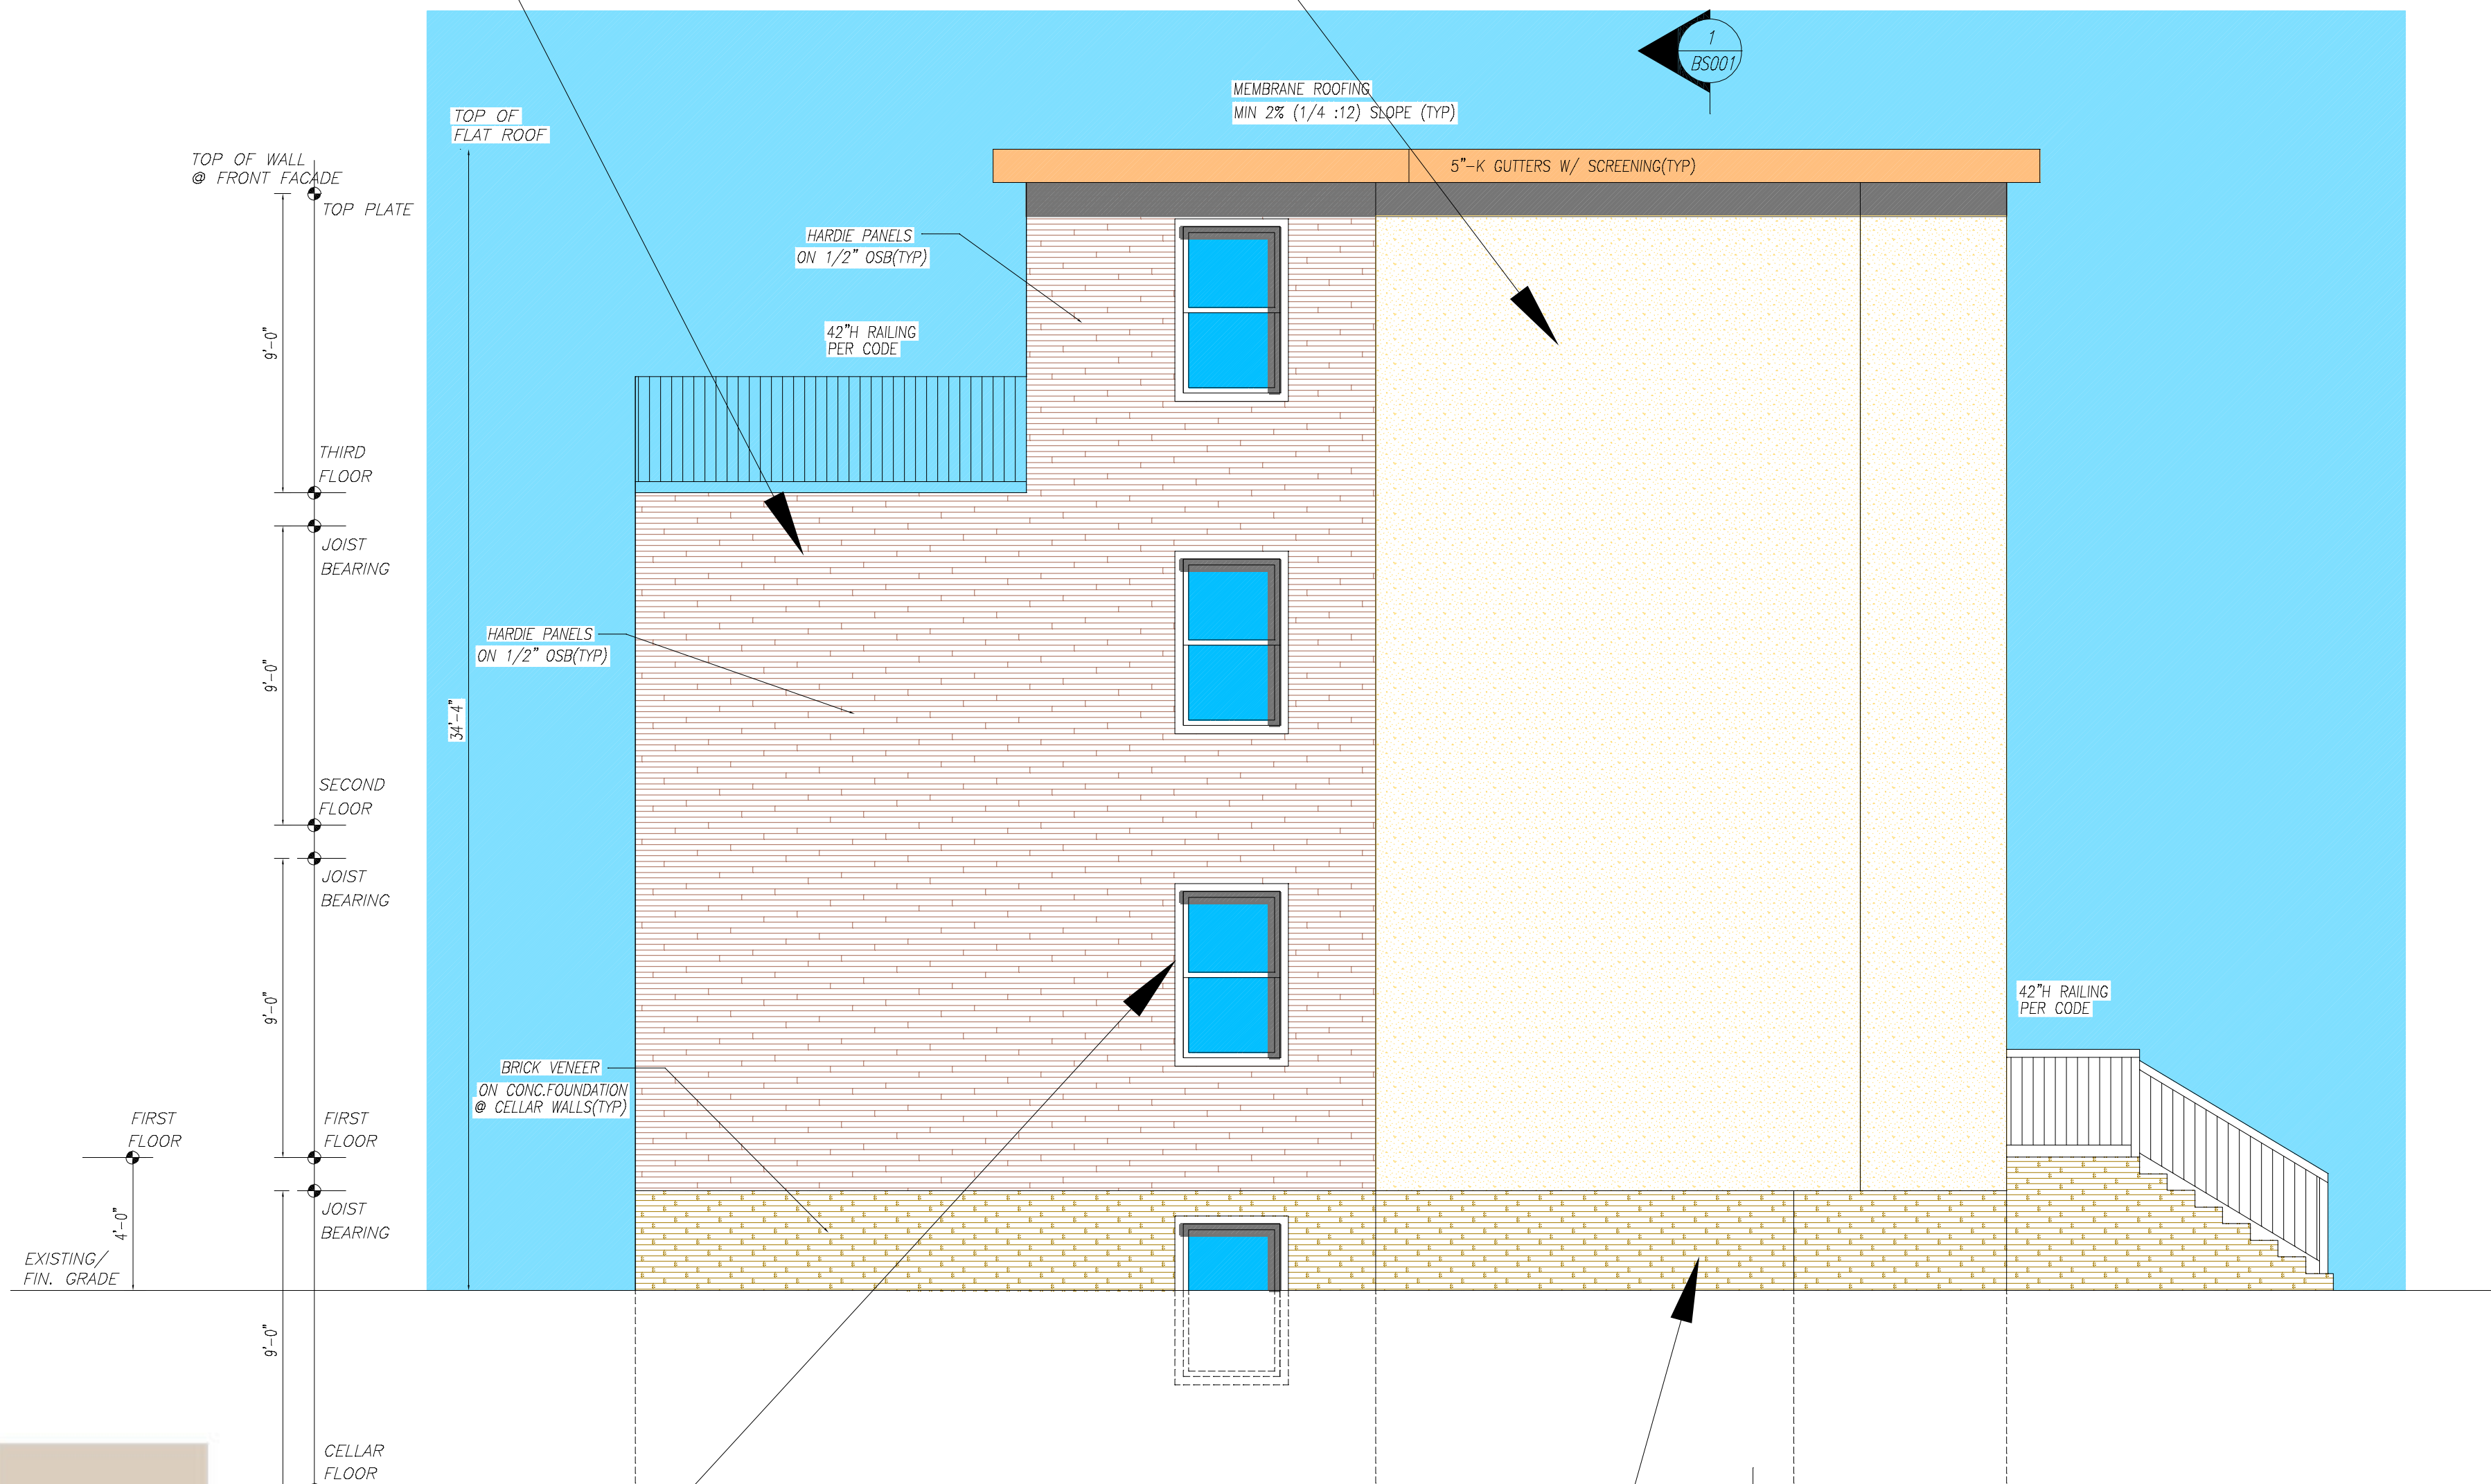 1
BS001
MEMBRANE ROOFING
MIN 2% (1/4 :12) SLOPE (TYP)
TOP OF
FLAT ROOF
TOP OF WALL
@ FRONT FACADE
TOP PLATE
5"-K GUTTERS W/ SCREENING(TYP)
HARDIE PANELS
ON 1/2" OSB(TYP)
42"H RAILING
PER CODE
9'-0"
THIRD
FLOOR
JOIST
BEARING
HARDIE PANELS
ON 1/2" OSB(TYP)
9'-0"
34'-4"
SECOND
FLOOR
JOIST
BEARING
9'-0"
42"H RAILING
PER CODE
BRICK VENEER
ON CONC.FOUNDATION
@ CELLAR WALLS(TYP)
FIRST
FLOOR
FIRST
FLOOR
4'-0"
JOIST
BEARING
EXISTING/
FIN. GRADE
9'-0"
CELLAR
FLOOR